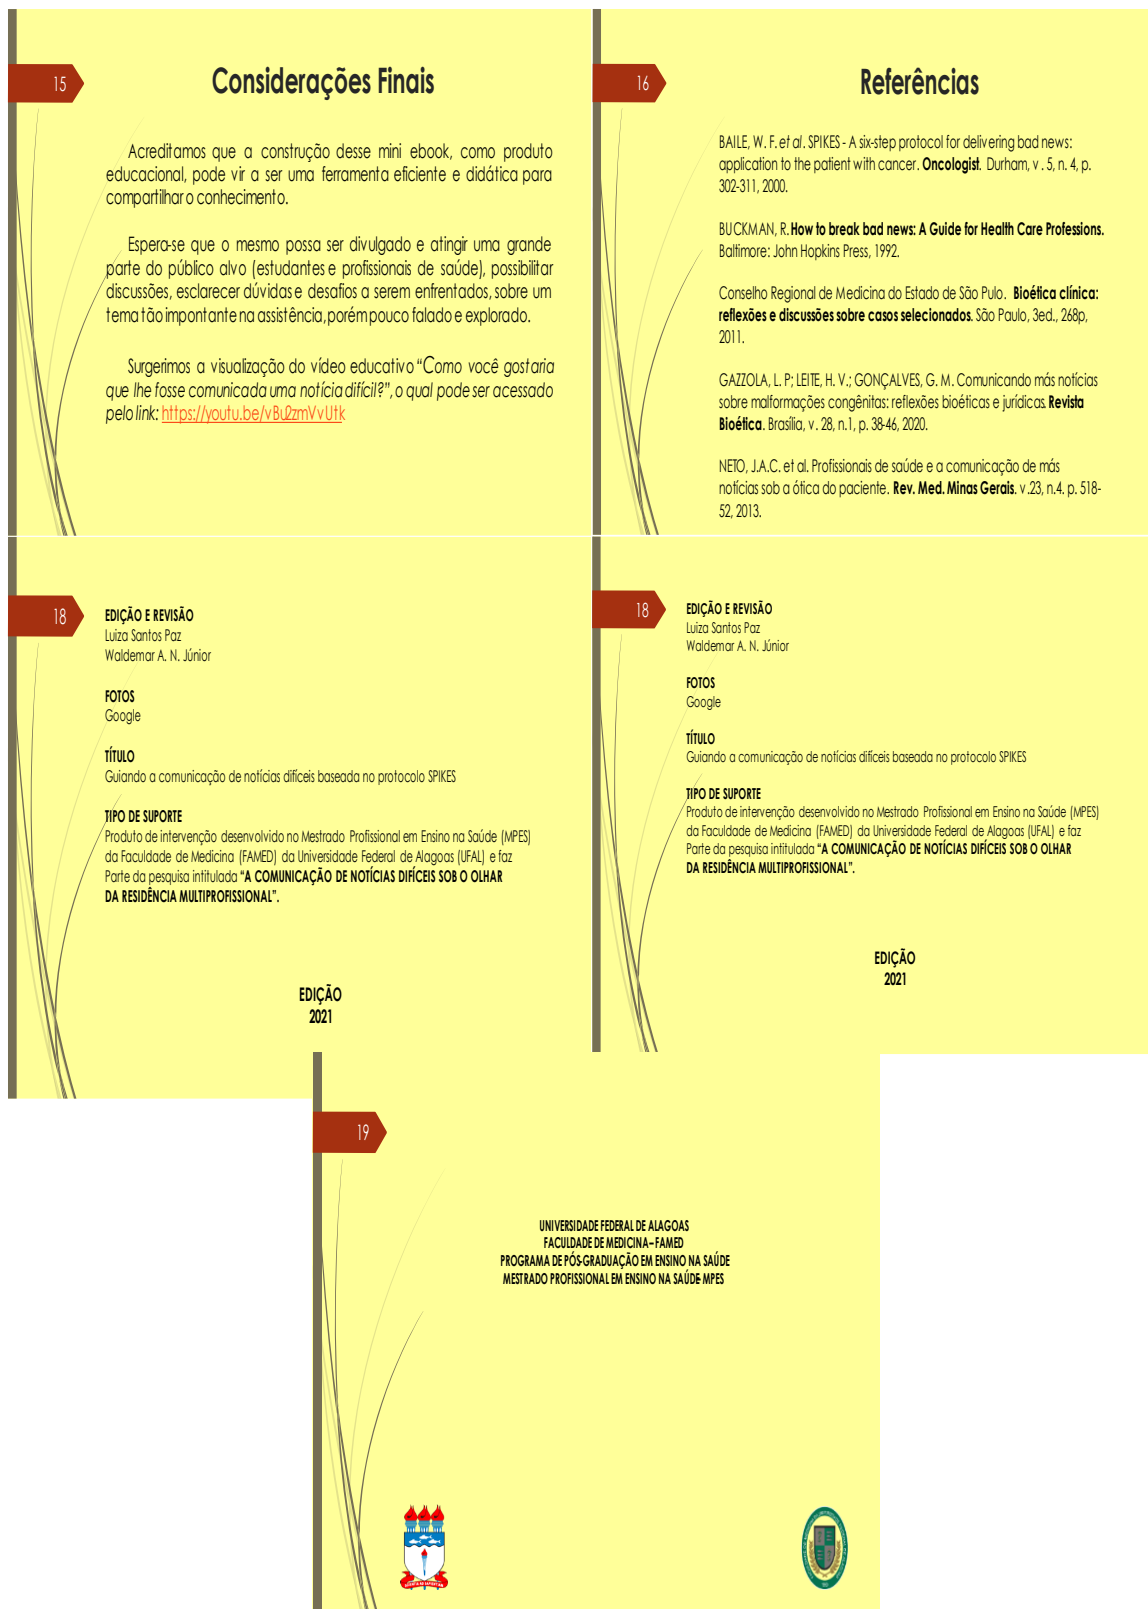 15
Considerações Finais
Acreditamos que a construção desse mini ebook, como produto
educacional, pode vir a ser uma ferramenta eficiente e didática para
compartilhar o conhecimento.
Espera-se que o mesmo possa ser divulgado e atingir uma grande
parte do público alvo (estudantes e profissionais de saúde), possibilitar
discussões, esclarecer dúvidas e desafios a serem enfrentados, sobre um
tema tão importante na assistência, porém pouco falado e explorado.
Surgerimos a visualização do vídeo educativo “Como você gostaria
que lhe fosse comunicada uma notícia difícil?”, o qual pode ser acessado
pelo link: https://youtu.be/vBu2zmVvUtk
16
Referências
BAILE, W. F. et al. SPIKES - A six-step protocol for delivering bad news:
application to the patient with cancer. Oncologist. Durham, v. 5, n. 4, p.
302-311, 2000.
BUCKMAN, R. How to break bad news: A Guide for Health Care Professions.
Baltimore: John Hopkins Press, 1992.
Conselho Regional de Medicina do Estado de São Pulo. Bioética clínica:
reflexões e discussões sobre casos selecionados. São Paulo, 3ed., 268p,
2011.
GAZZOLA, L. P; LEITE, H. V.; GONÇALVES, G. M. Comunicando más notícias
sobre malformações congênitas: reflexões bioéticas e jurídicas. Revista
Bioética. Brasília, v. 28, n.1, p. 38-46, 2020.
NETO, J.A.C. et al. Profissionais de saúde e a comunicação de más
notícias sob a ótica do paciente. Rev. Med. Minas Gerais. v.23, n.4. p. 518-
52, 2013.
18
EDIÇÃO E REVISÃO
Luiza Santos Paz
Waldemar A. N. Júnior
FOTOS
Google
TÍTULO
Guiando a comunicação de notícias difíceis baseada no protocolo SPIKES
TIPO DE SUPORTE
Produto de intervenção desenvolvido no Mestrado Profissional em Ensino na Saúde (MPES)
da Faculdade de Medicina (FAMED) da Universidade Federal de Alagoas (UFAL) e faz
Parte da pesquisa intitulada “A COMUNICAÇÃO DE NOTÍCIAS DIFÍCEIS SOB O OLHAR
DA RESIDÊNCIA MULTIPROFISSIONAL”.
EDIÇÃO
2021
18
EDIÇÃO E REVISÃO
Luiza Santos Paz
Waldemar A. N. Júnior
FOTOS
Google
TÍTULO
Guiando a comunicação de notícias difíceis baseada no protocolo SPIKES
TIPO DE SUPORTE
Produto de intervenção desenvolvido no Mestrado Profissional em Ensino na Saúde (MPES)
da Faculdade de Medicina (FAMED) da Universidade Federal de Alagoas (UFAL) e faz
Parte da pesquisa intitulada “A COMUNICAÇÃO DE NOTÍCIAS DIFÍCEIS SOB O OLHAR
DA RESIDÊNCIA MULTIPROFISSIONAL”.
EDIÇÃO
2021
19
UNIVERSIDADE FEDERAL DE ALAGOAS
FACULDADE DE MEDICINA – FAMED
PROGRAMA DE PÓS-GRADUAÇÃO EM ENSINO NA SAÚDE
MESTRADO PROFISSIONAL EM ENSINO NA SAÚDE- MPES